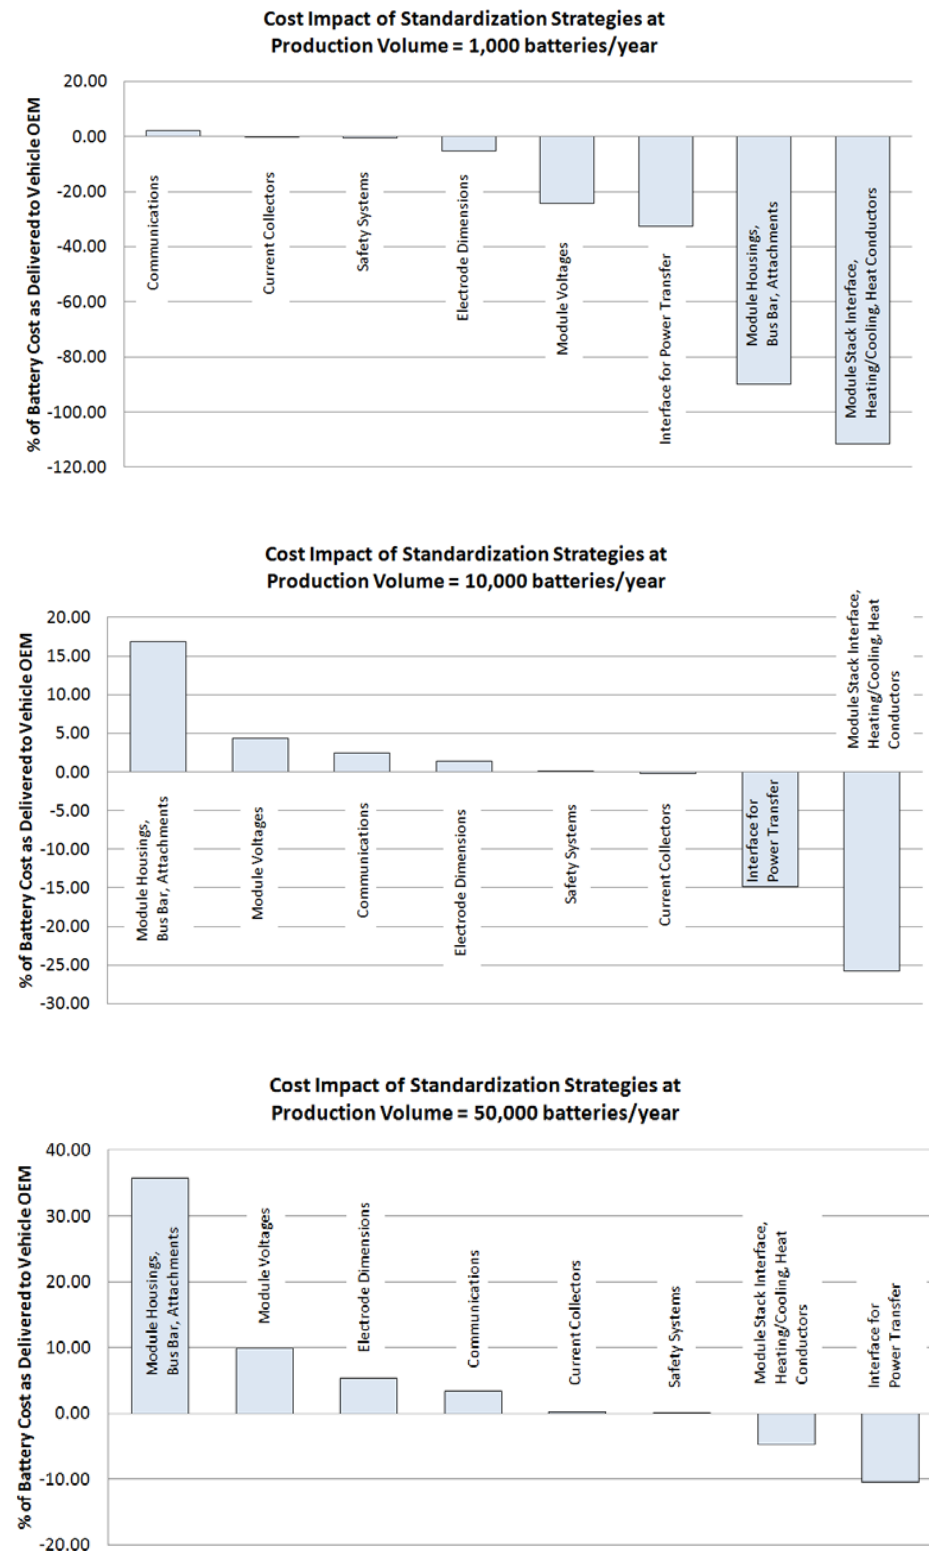 Cost Impact of Standardization Strategies at
Production Volume = 1,000 batteries/year
% of Battery Cost as Delivered to Vehicle OEM
20.00
0.00
-20.00
-40.00
-60.00
-80.00
-100.00
-120.00
Communications
Current Collectors
Safety Systems
Electrode Dimensions
Module Voltages
Interface for Power Transfer
Module Housings,
Bus Bar, Attachments
Module Stack Interface,
Heating/Cooling, Heat Conductors
Cost Impact of Standardization Strategies at
Production Volume = 10,000 batteries/year
% of Battery Cost as Delivered to Vehicle OEM
20.00
15.00
10.00
5.00
0.00
-5.00
-10.00
-15.00
-20.00
-25.00
-30.00
Module Housings,
Bus Bar, Attachments
Module Voltages
Communications
Electrode Dimensions
Safety Systems
Current Collectors
Interface for
Power Transfer
Module Stack Interface,
Heating/Cooling, Heat
Conductors
Cost Impact of Standardization Strategies at
Production Volume = 50,000 batteries/year
% of Battery Cost as Delivered to Vehicle OEM
40.00
30.00
20.00
10.00
0.00
-10.00
-20.00
Module Housings,
Bus Bar, Attachments
Module Voltages
Electrode Dimensions
Communications
Current Collectors
Safety Systems
Module Stack Interface,
Heating/Cooling, Heat
Conductors
Interface for
Power Transfer